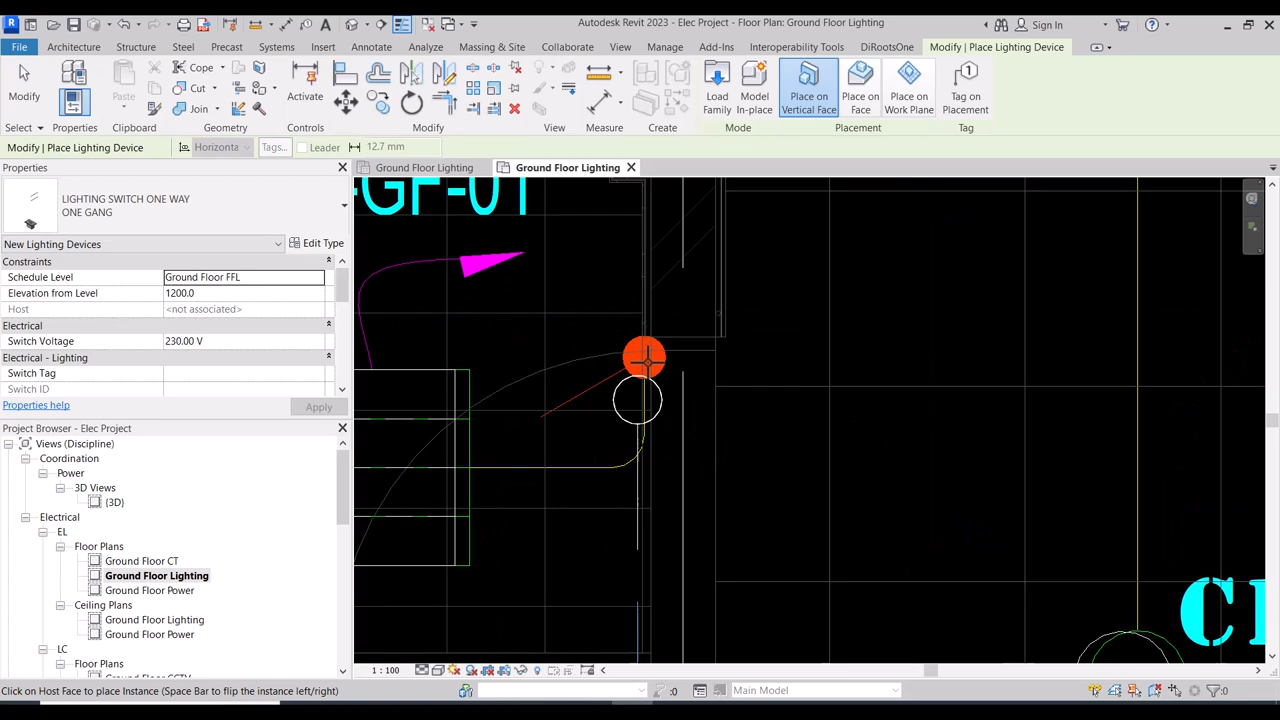 Autodesk Revit 2023 - Elec Project - Floor Plan: Ground Floor Lighting
Sign In
File Architecture Structure Steel Precast Systems Insert Annotate Analyze Massing & Site Collaborate View Manage Add-Ins Interoperability Tools DiRootsOne Modify | Place Lighting Device
Modify
Paste
Cope
Cut
Join
Activate
Load Family
Model In-place
Place on Vertical Face
Place on Face
Place on Work Plane
Tag on Placement
Select Properties Clipboard Geometry Controls Modify View Measure Create Mode Placement Tag
Modify | Place Lighting Device Horizonta Tags... Leader 12.7 mm
Properties
Ground Floor Lighting
Ground Floor Lighting
LIGHTING SWITCH ONE WAY
ONE GANG
New Lighting Devices
Edit Type
Constraints
Schedule Level Ground Floor FFL
Elevation from Level 1200.0
Host <not associated>
Electrical
Switch Voltage 230.00 V
Electrical - Lighting
Switch Tag
Switch ID
Properties help
Apply
Project Browser - Elec Project
Views (Discipline)
Coordination
Power
3D Views
{3D}
Electrical
EL
Floor Plans
Ground Floor CT
Ground Floor Lighting
Ground Floor Power
Ceiling Plans
Ground Floor Lighting
Ground Floor Power
LC
Floor Plans
-GF-01
1 : 100
Click on Host Face to place Instance (Space Bar to flip the instance left/right)
:0
Main Model
:0